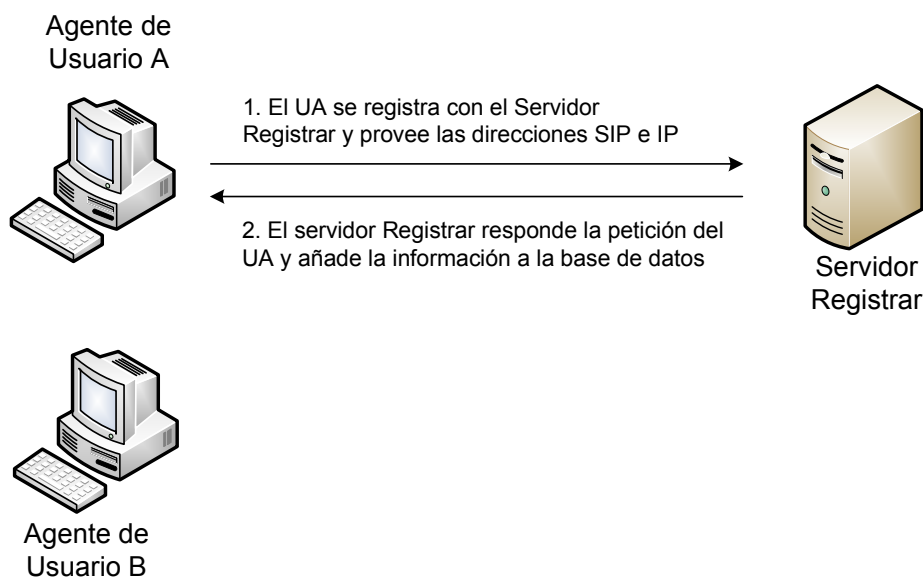 Agente de
Usuario A
1. El UA se registra con el Servidor
Registrar y provee las direcciones SIP e IP
2. El servidor Registrar responde la petición del
UA y añade la información a la base de datos
Servidor
Registrar
Agente de
Usuario B